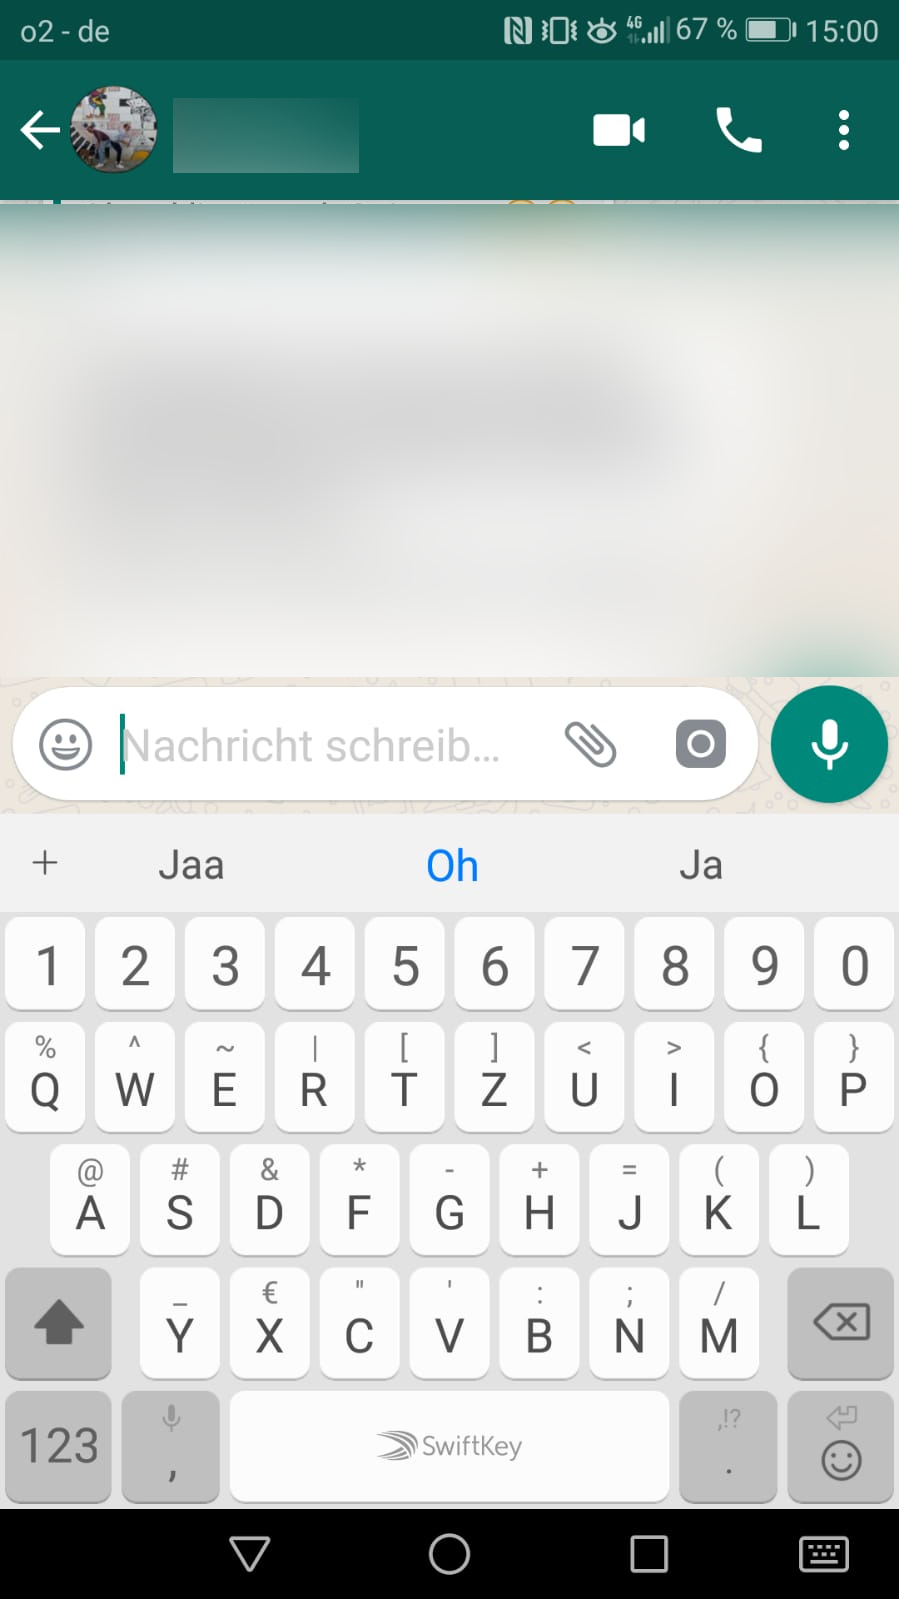 o2 - de 4G 67 % 15:00
Nachricht schreib...
+ Jaa Oh Ja
1 2 3 4 5 6 7 8 9 0
% ^ ~ | [ ] < > { }
Q W E R T Z U I O P
@ # & * - + = ( )
A S D F G H J K L
_ € " ' : ; /
Y X C V B N M
,!?
123 , SwiftKey .